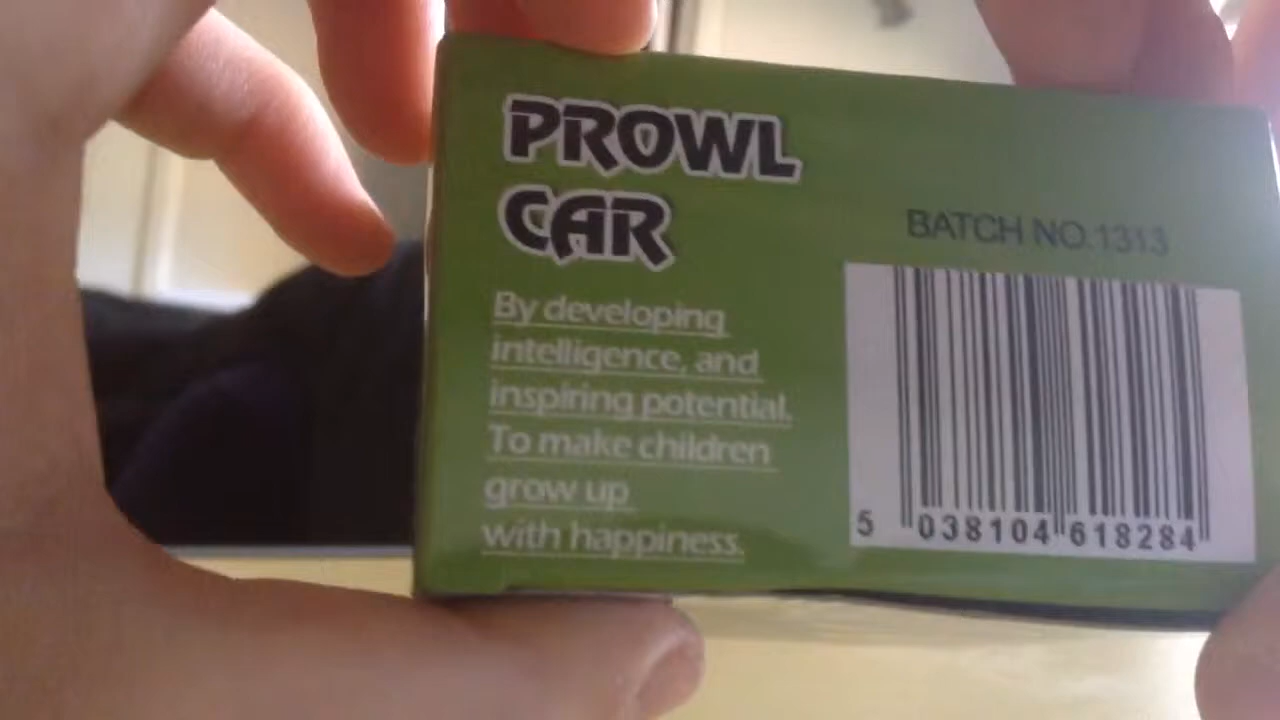 PROWL
CAR
By developing
intelligence, and
inspiring potential.
To make children
grow up
with happiness.
BATCH NO.1313
5 038104 618284